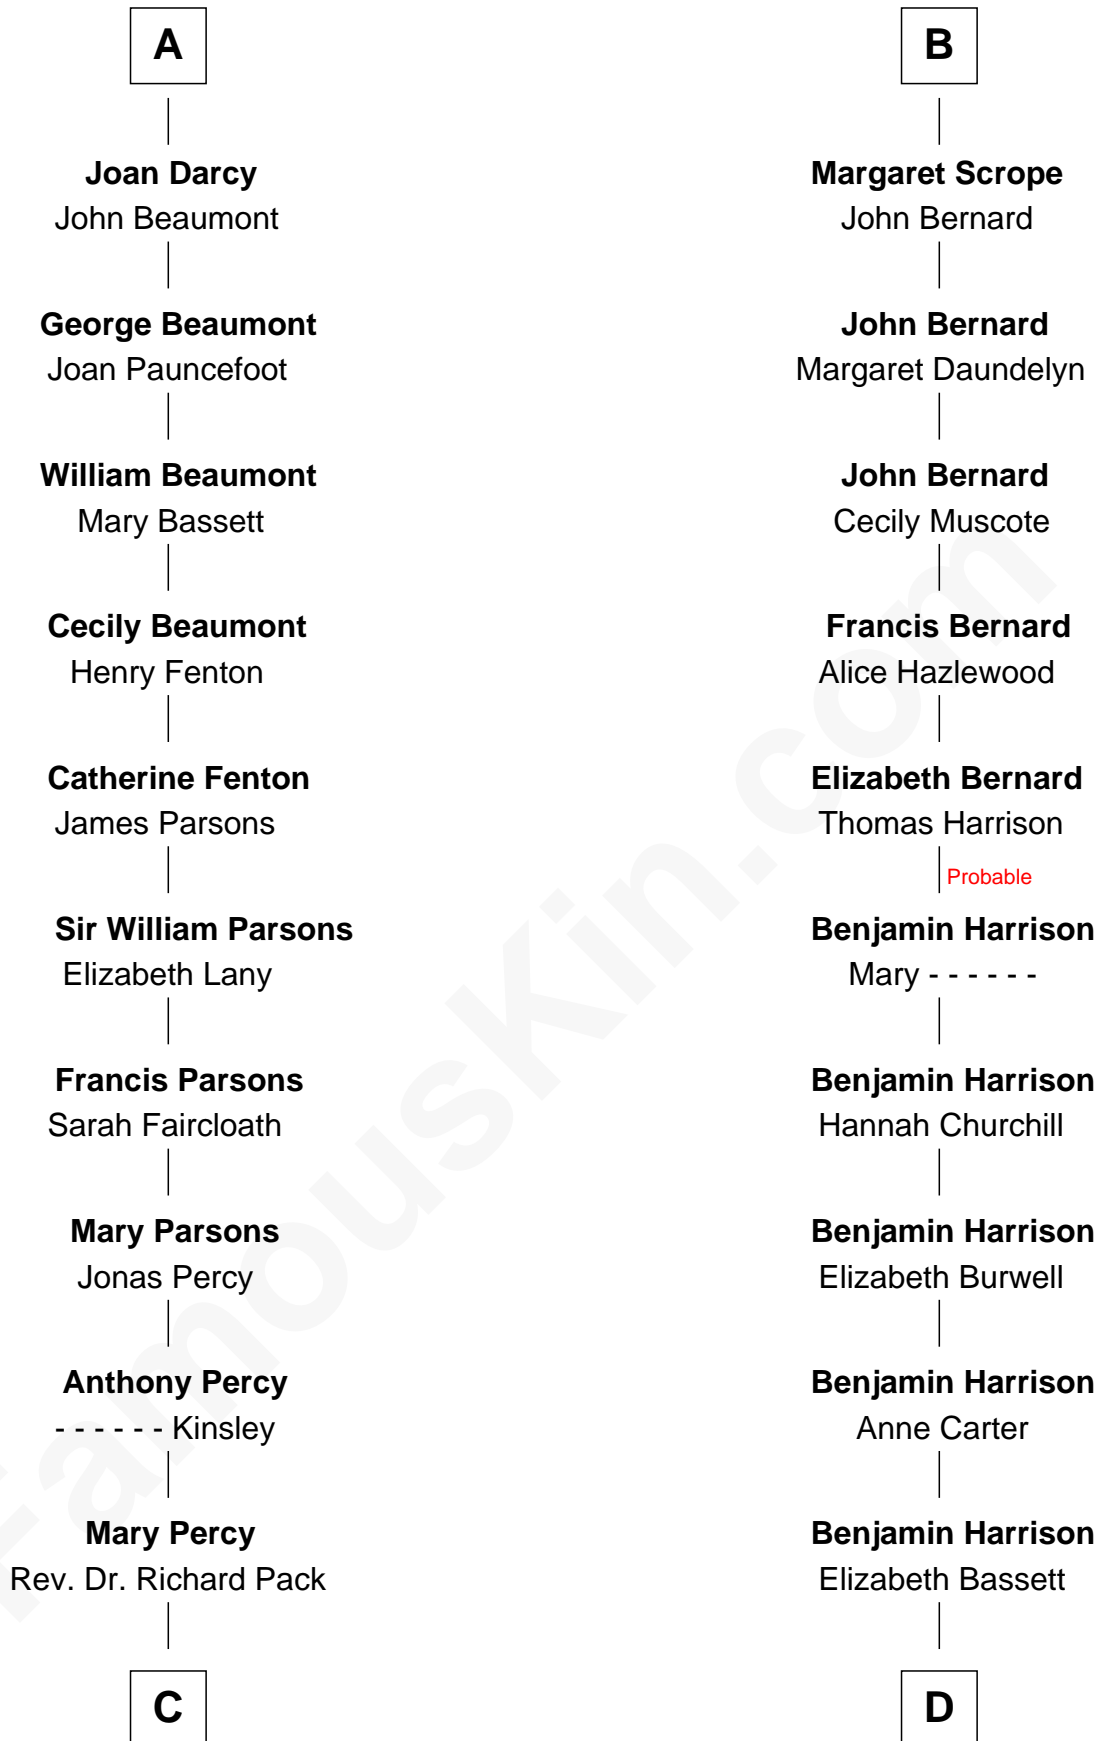 A
Joan Darcy
John Beaumont
George Beaumont
Joan Pauncefoot
William Beaumont
Mary Bassett
Cecily Beaumont
Henry Fenton
Catherine Fenton
James Parsons
Sir William Parsons
Elizabeth Lany
Francis Parsons
Sarah Faircloath
Mary Parsons
Jonas Percy
Anthony Percy
- - - - - - Kinsley
Mary Percy
Rev. Dr. Richard Pack
C
B
Margaret Scrope
John Bernard
John Bernard
Margaret Daundelyn
John Bernard
Cecily Muscote
Francis Bernard
Alice Hazlewood
Elizabeth Bernard
Thomas Harrison
Probable
Benjamin Harrison
Mary - - - - - -
Benjamin Harrison
Hannah Churchill
Benjamin Harrison
Elizabeth Burwell
Benjamin Harrison
Anne Carter
Benjamin Harrison
Elizabeth Bassett
D
FamousKin.com